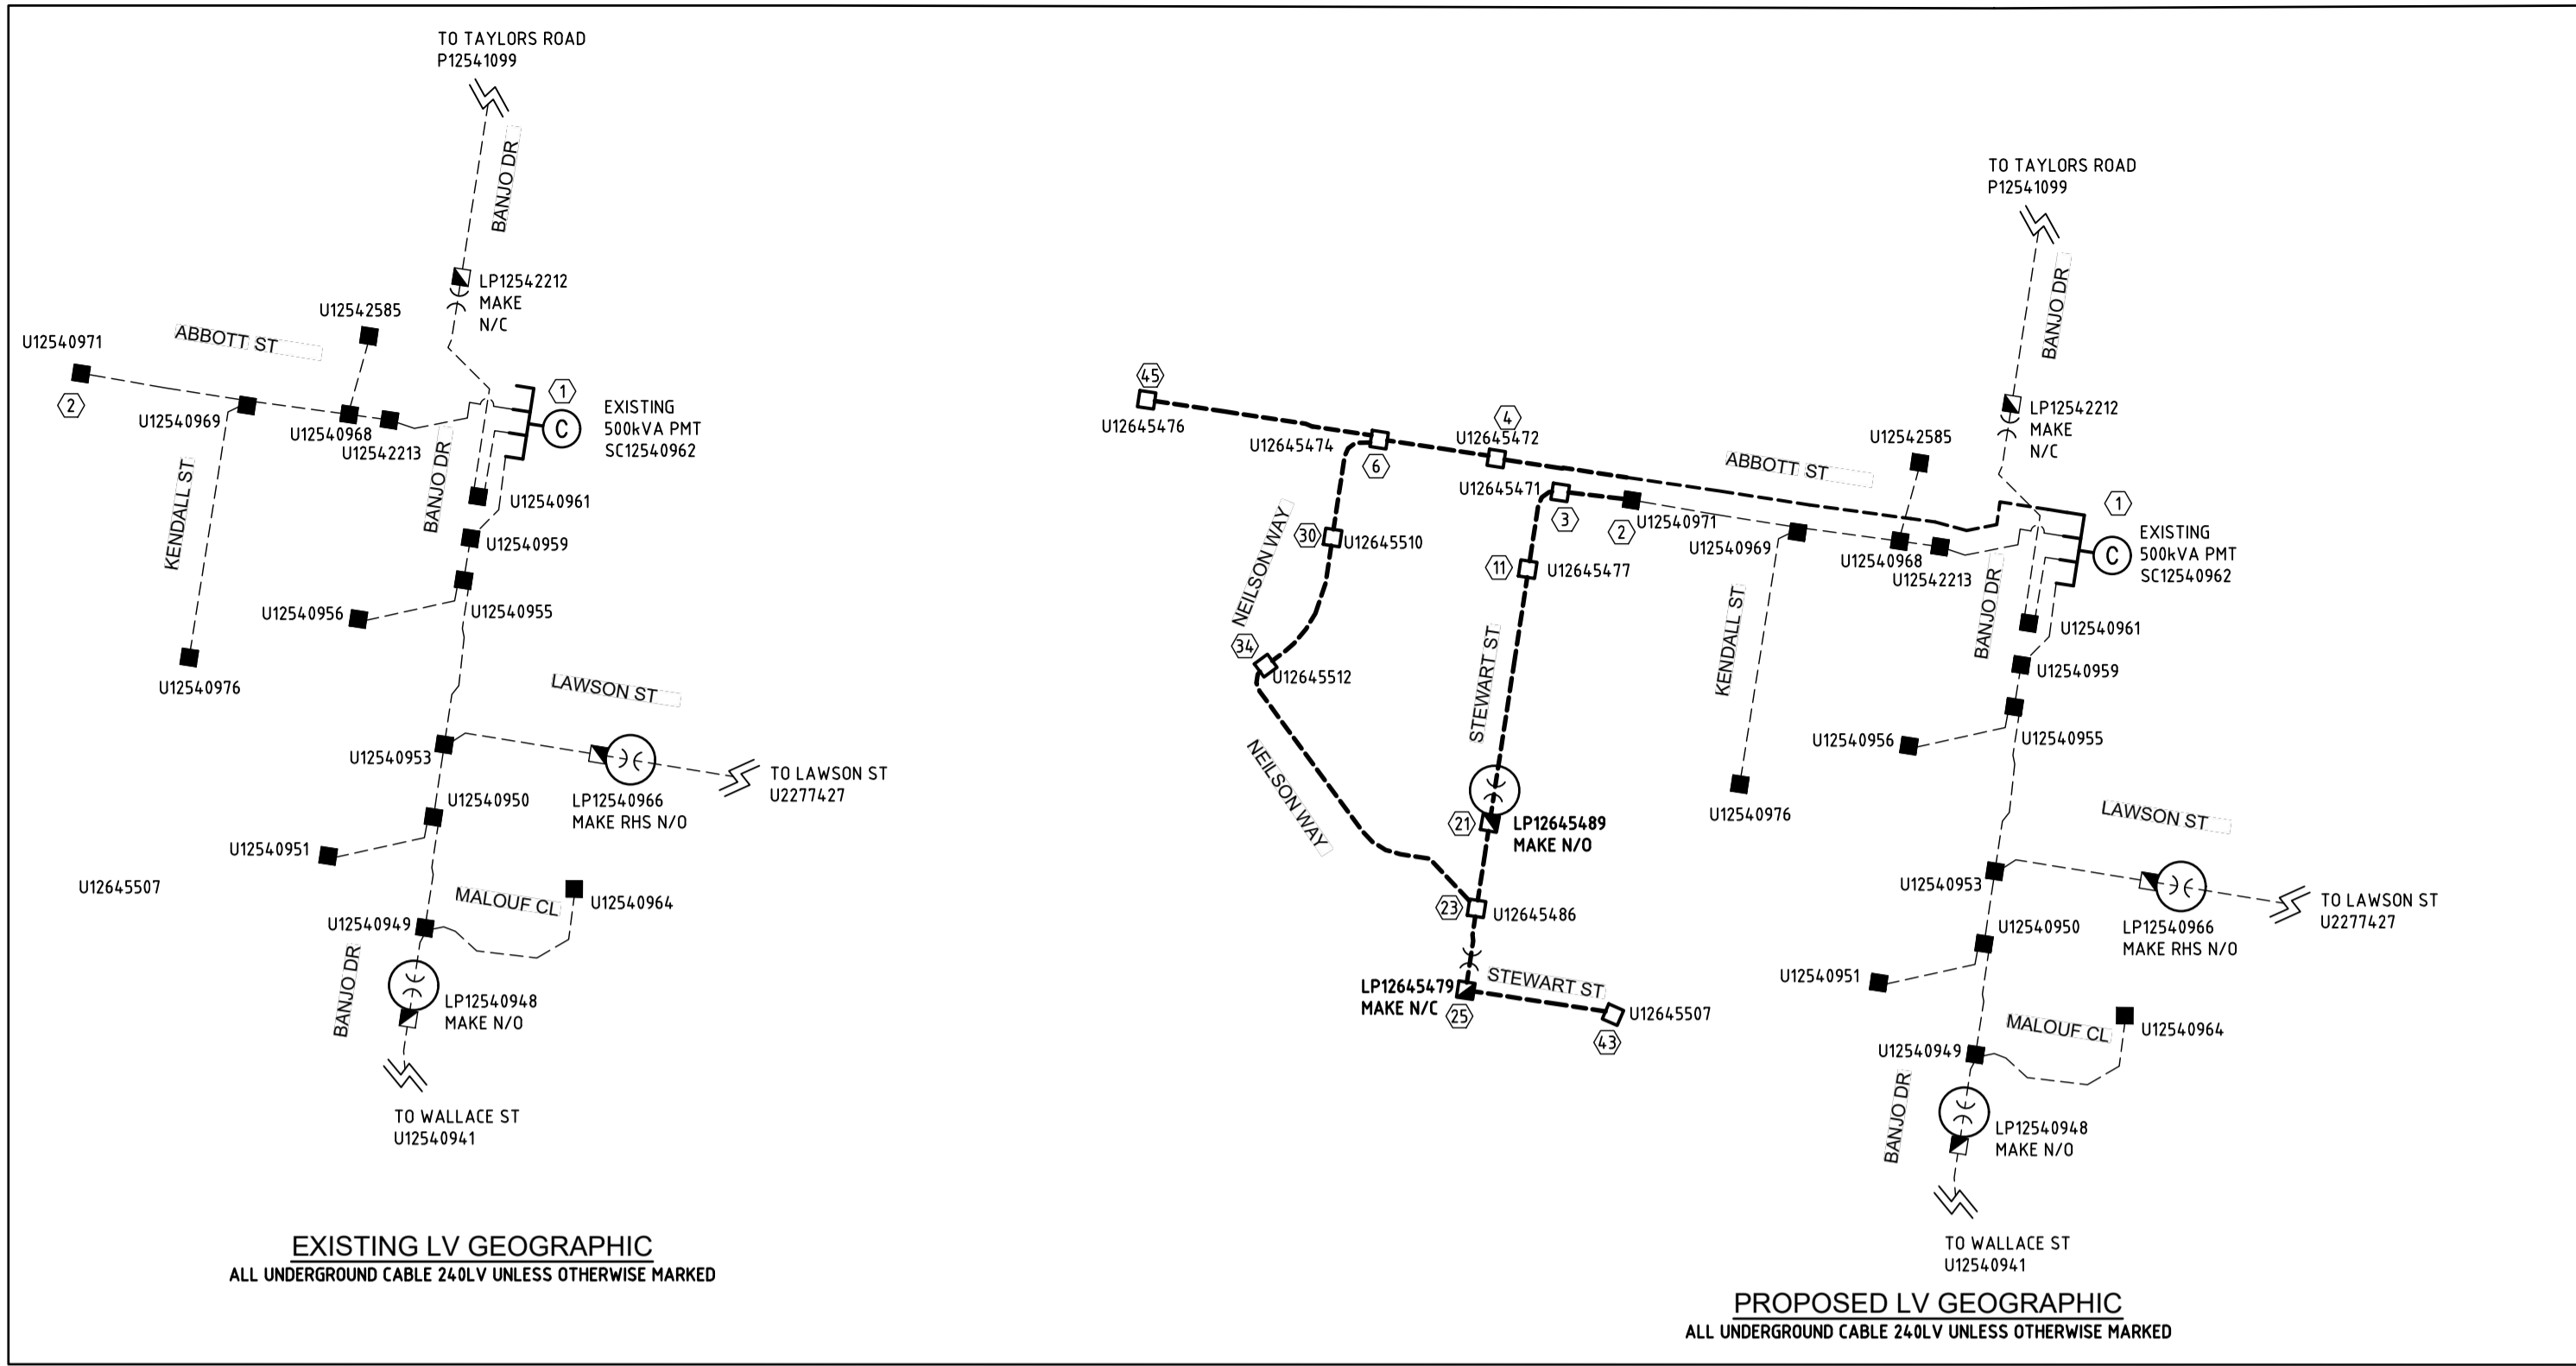 TO TAYLORS ROAD
P12541099
BANJO DR
LP12542212
MAKE
N/C
U12542585
ABBOTT ST
U12540971
2
U12540969
U12540968
U12542213
1
C
EXISTING
500kVA PMT
SC12540962
BANJO DR
KENDALL ST
U12540961
U12540959
U12540956
U12540955
U12540976
LAWSON ST
U12540953
TO LAWSON ST
U2277427
LP12540966
MAKE RHS N/O
U12540950
U12540951
U12645507
MALOUF CL
U12540964
U12540949
BANJO DR
LP12540948
MAKE N/O
TO WALLACE ST
U12540941
EXISTING LV GEOGRAPHIC
ALL UNDERGROUND CABLE 240LV UNLESS OTHERWISE MARKED
TO TAYLORS ROAD
P12541099
BANJO DR
LP12542212
MAKE
N/C
45
U12645476
U12645474
6
4
U12645472
U12542585
ABBOTT ST
U12645471
3
2
U12540971
U12540969
U12540968
U12542213
1
C
EXISTING
500kVA PMT
SC12540962
NEILSON WAY
30
U12645510
11
U12645477
BANJO DR
KENDALL ST
STEWART ST
34
U12645512
U12540961
U12540959
U12540956
U12540955
NEILSON WAY
21
LP12645489
MAKE N/O
U12540976
LAWSON ST
U12540953
TO LAWSON ST
U2277427
LP12540966
MAKE RHS N/O
23
U12645486
U12540950
U12540951
LP12645479
MAKE N/C
25
STEWART ST
U12645507
43
MALOUF CL
U12540964
U12540949
BANJO DR
LP12540948
MAKE N/O
TO WALLACE ST
U12540941
PROPOSED LV GEOGRAPHIC
ALL UNDERGROUND CABLE 240LV UNLESS OTHERWISE MARKED